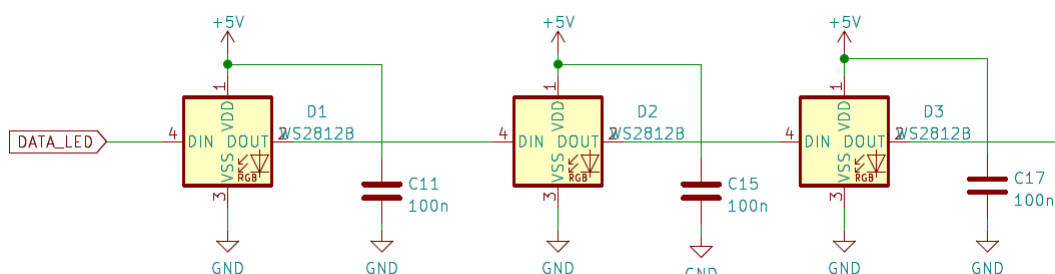 +5V
+5V
+5V
1
1
1
VDD
VDD
VDD
D1
D2
D3
WS2812B
WS2812B
WS2812B
DATA_LED
4
DIN
DOUT
2
4
DIN
DOUT
2
4
DIN
DOUT
2
VSS
RGB
VSS
RGB
VSS
RGB
3
3
3
C11
100n
C15
100n
C17
100n
GND
GND
GND
GND
GND
GND